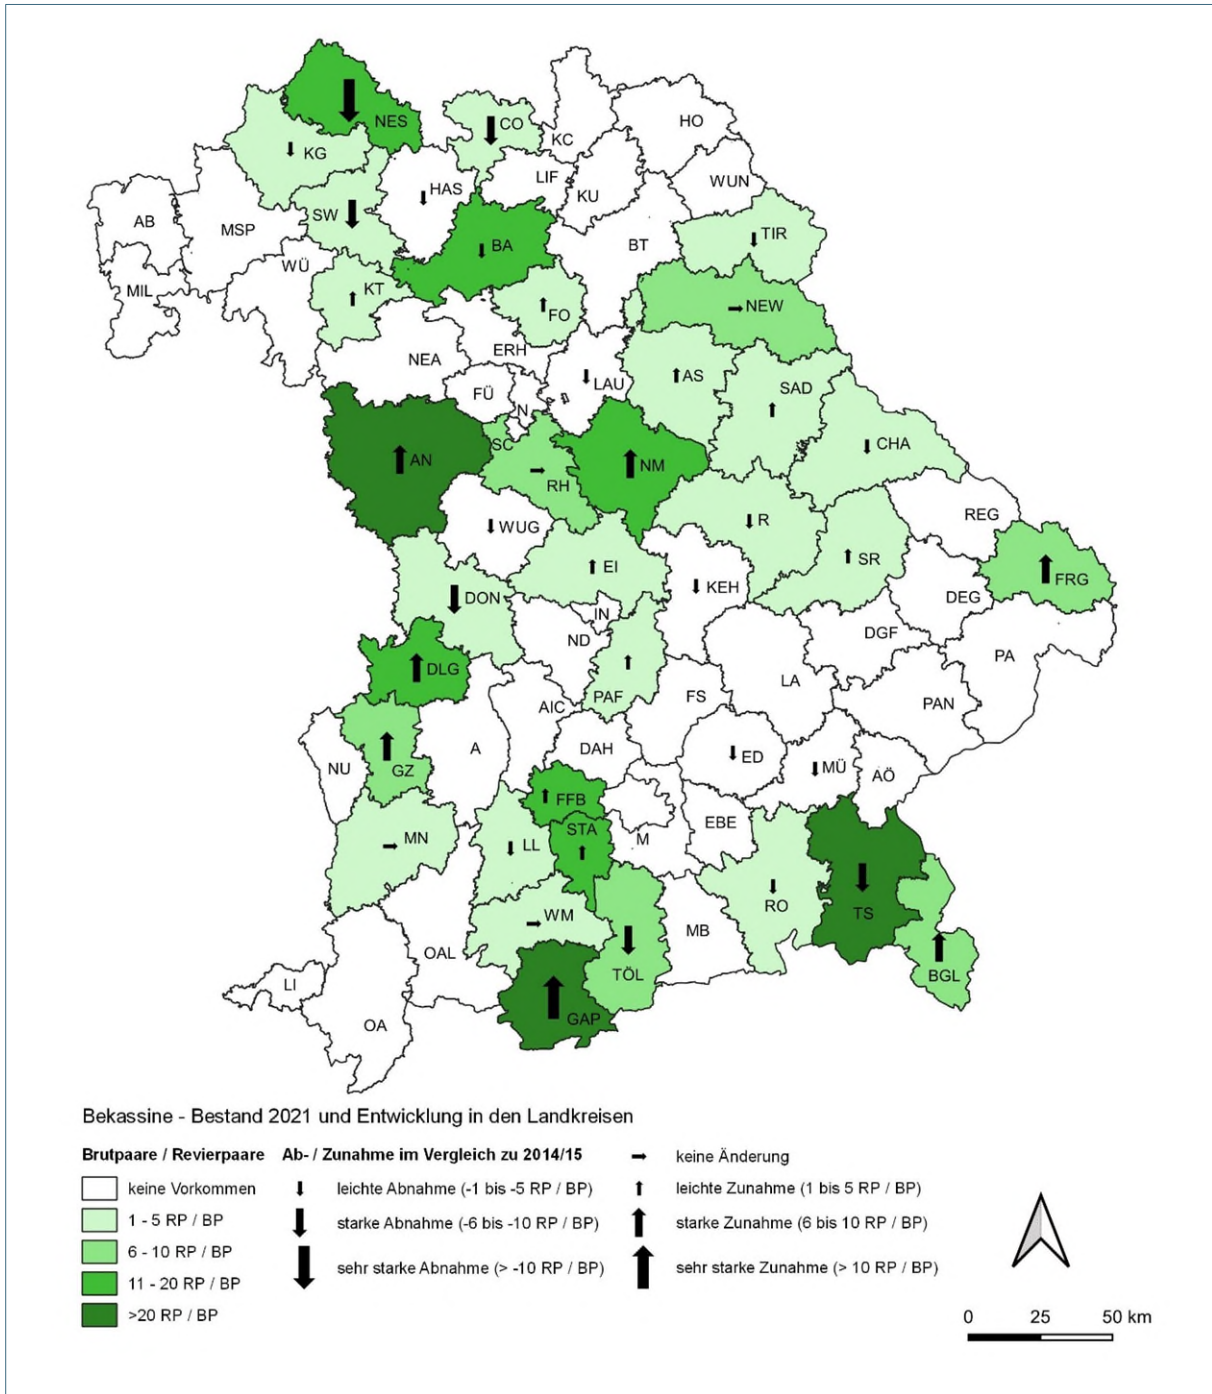 NES
CO
KC
HO
KG
HAS
LIF
KU
WUN
AB
MSP
SW
BA
BT
TIR
WÜ
MIL
KT
FO
NEW
NEA
ERH
FÜ
N
LAU
AS
SAD
AN
SC
RH
NM
CHA
WUG
R
REG
EI
KEH
SR
FRG
DON
IN
ND
DEG
DGF
PA
DLG
PAF
FS
LA
PAN
AIC
NU
GZ
A
DAH
ED
MÜ
AÖ
FFB
MN
LL
STA
M
EBE
RO
TS
WM
MB
OAL
TÖL
BGL
LI
OA
GAP
Bekassine - Bestand 2021 und Entwicklung in den Landkreisen
Brutpaare / Revierpaare Ab- / Zunahme im Vergleich zu 2014/15 keine Änderung
keine Vorkommen leichte Abnahme (-1 bis -5 RP / BP) leichte Zunahme (1 bis 5 RP / BP)
1 - 5 RP / BP starke Abnahme (-6 bis -10 RP / BP) starke Zunahme (6 bis 10 RP / BP)
6 - 10 RP / BP
11 - 20 RP / BP sehr starke Abnahme (> -10 RP / BP) sehr starke Zunahme (> 10 RP / BP)
>20 RP / BP
0 25 50 km